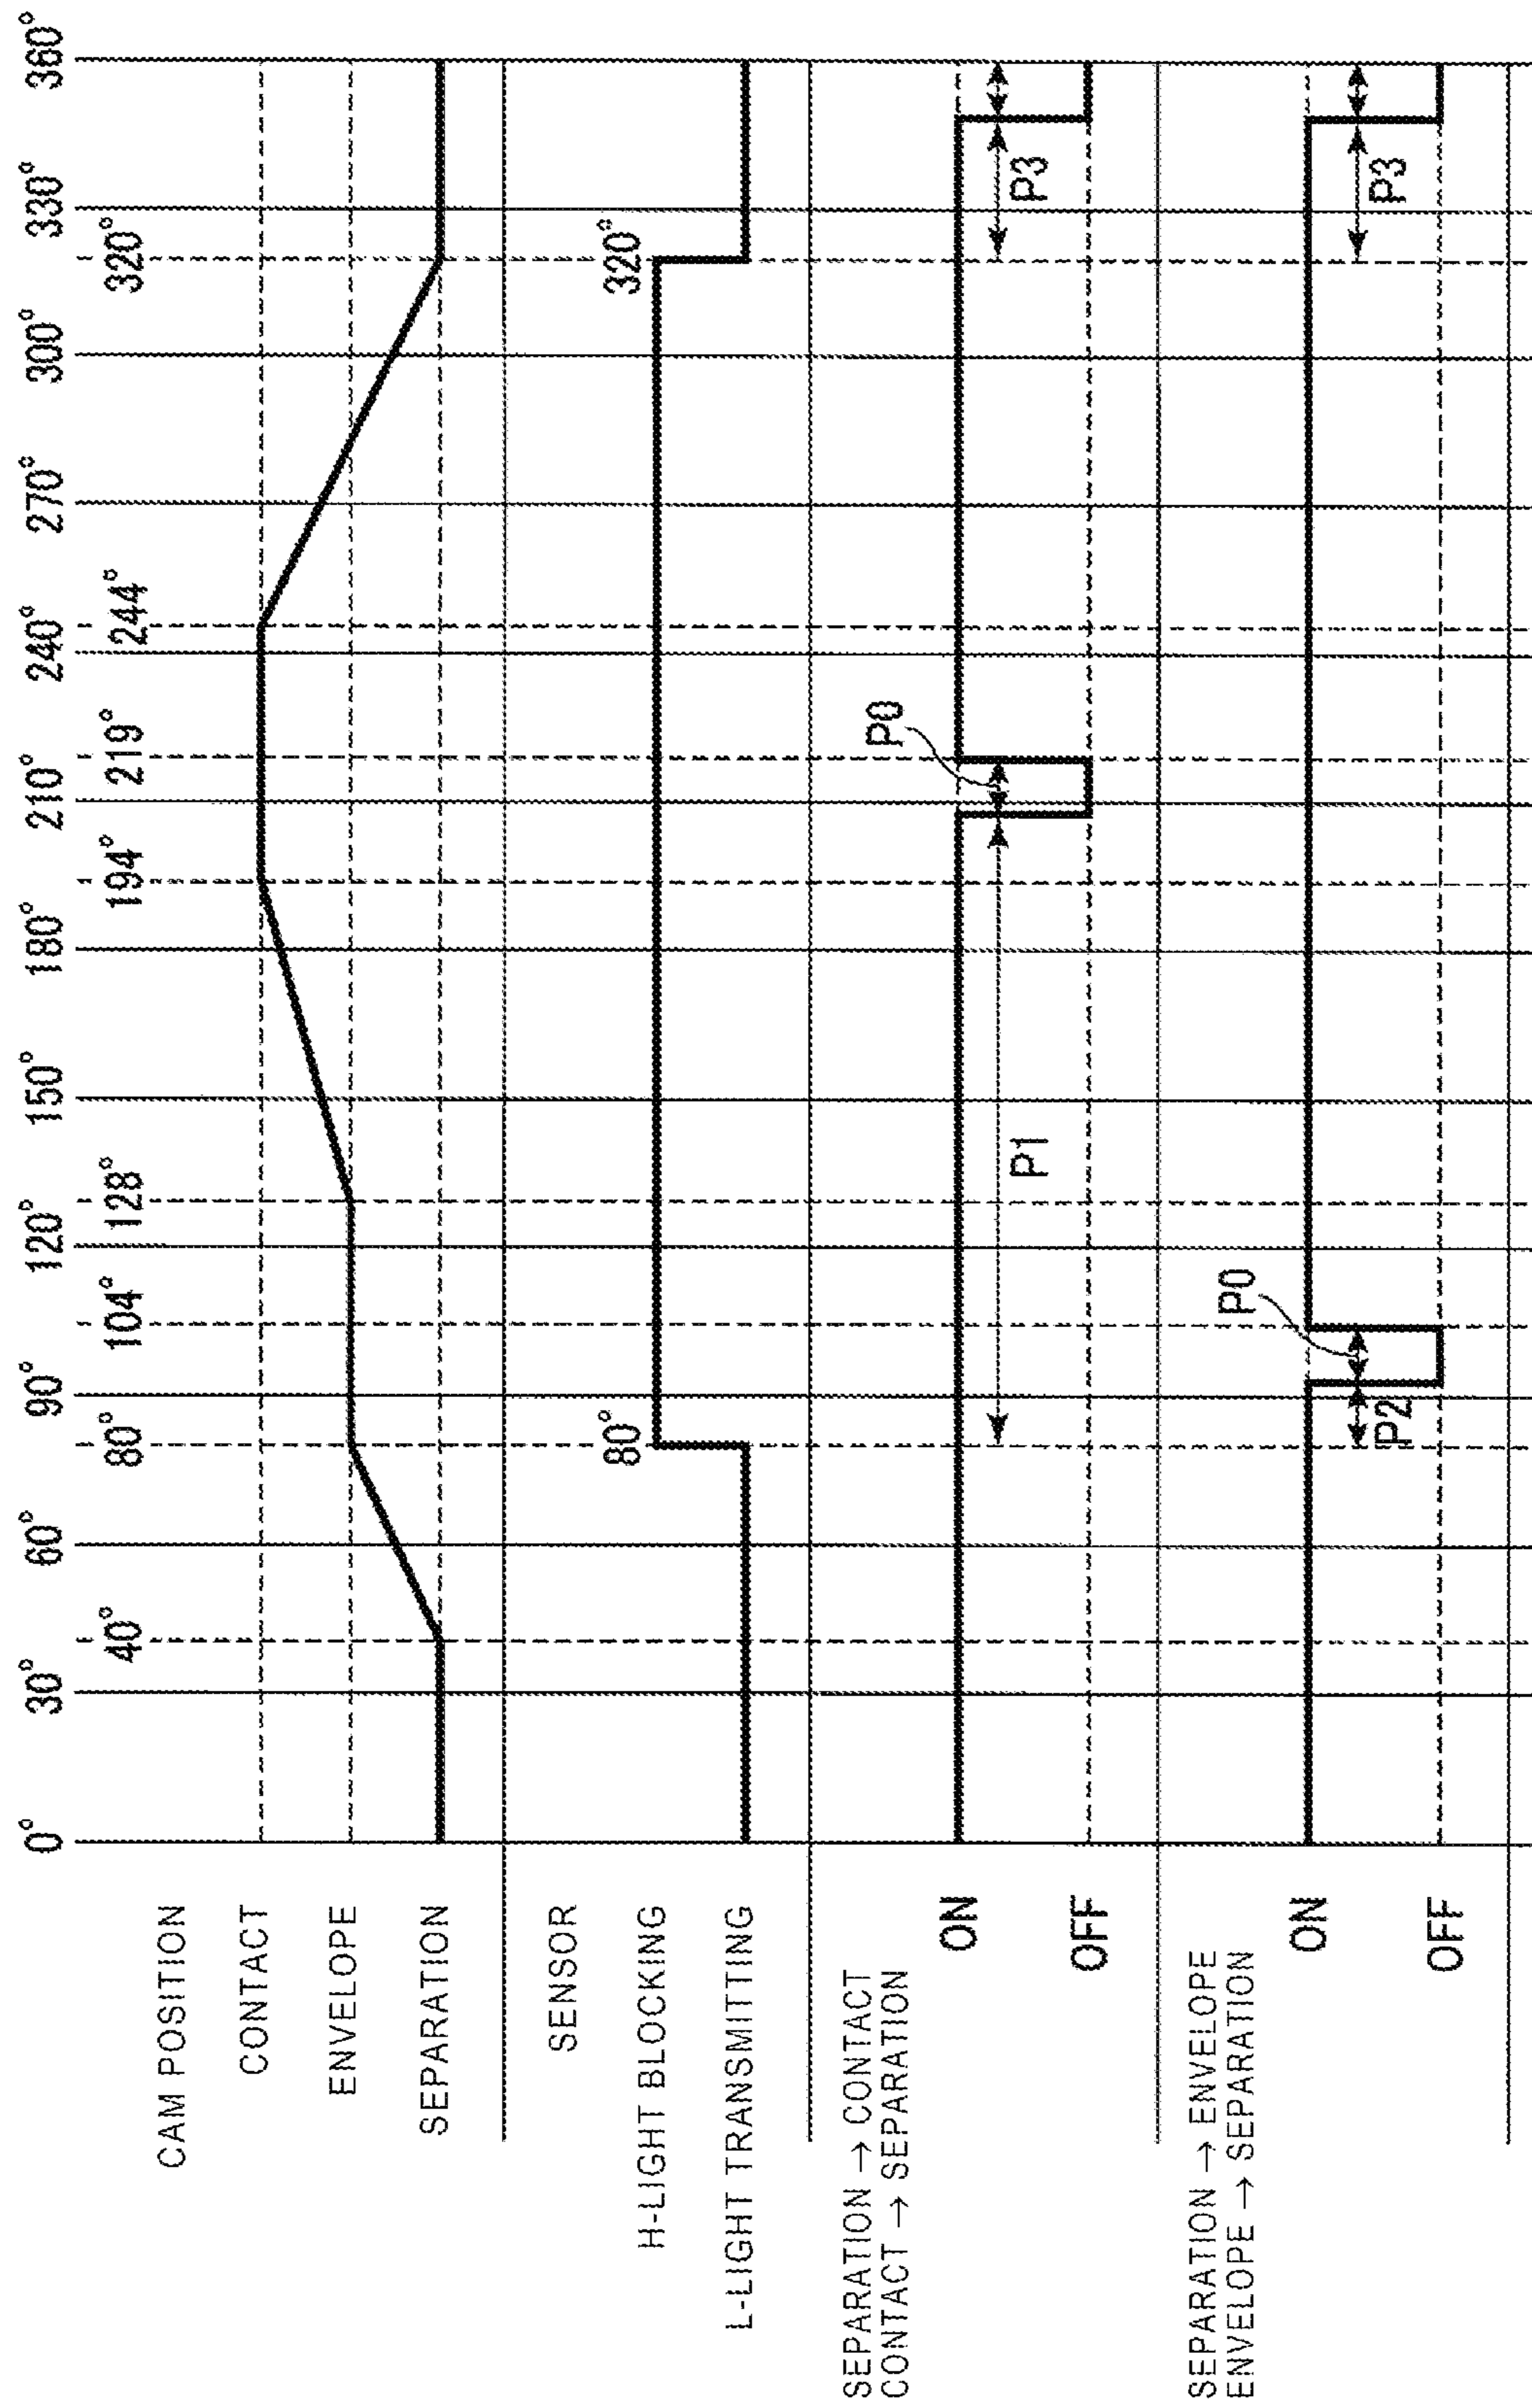 0° 30° 60° 90° 120° 150° 180° 210° 240° 270° 300° 330° 360°
40° 80° 104° 128° 194° 219° 244° 320°
CAM POSITION
CONTACT
ENVELOPE
SEPARATION
SENSOR
80° 320°
H-LIGHT BLOCKING
L-LIGHT TRANSMITTING
SEPARATION → CONTACT
CONTACT → SEPARATION
P0
ON
P1 P3
OFF
SEPARATION → ENVELOPE
ENVELOPE → SEPARATION
P0
ON
P2 P3
OFF